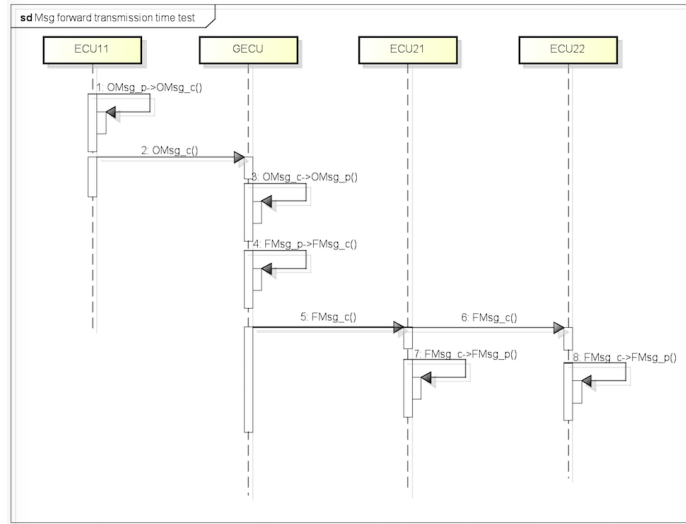 sd Msg forward transmission time test
ECU11 GECU ECU21 ECU22
1: OMsg_p->OMsg_c()
2: OMsg_c()
3: OMsg_c->OMsg_p()
4: FMsg_p->FMsg_c()
5: FMsg_c() 6: FMsg_c()
7: FMsg_c->FMsg_p() 8: FMsg_c->FMsg_p()